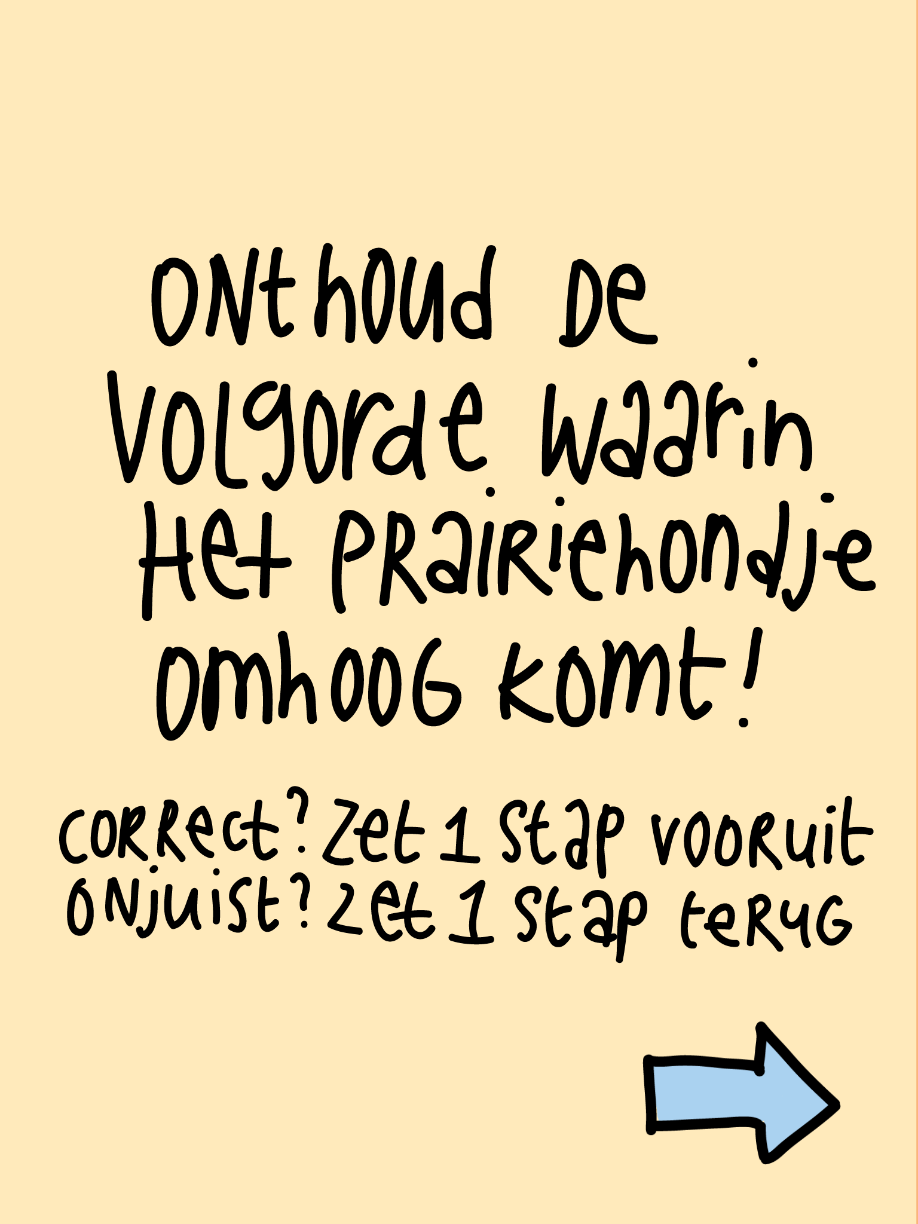 ONthoud De
Volgorde waarin
Het PRairiehondje
omhooG komt!
CoRRect? Zet 1 stap vooRuit
ONjuist? Zet 1 stap teRuG